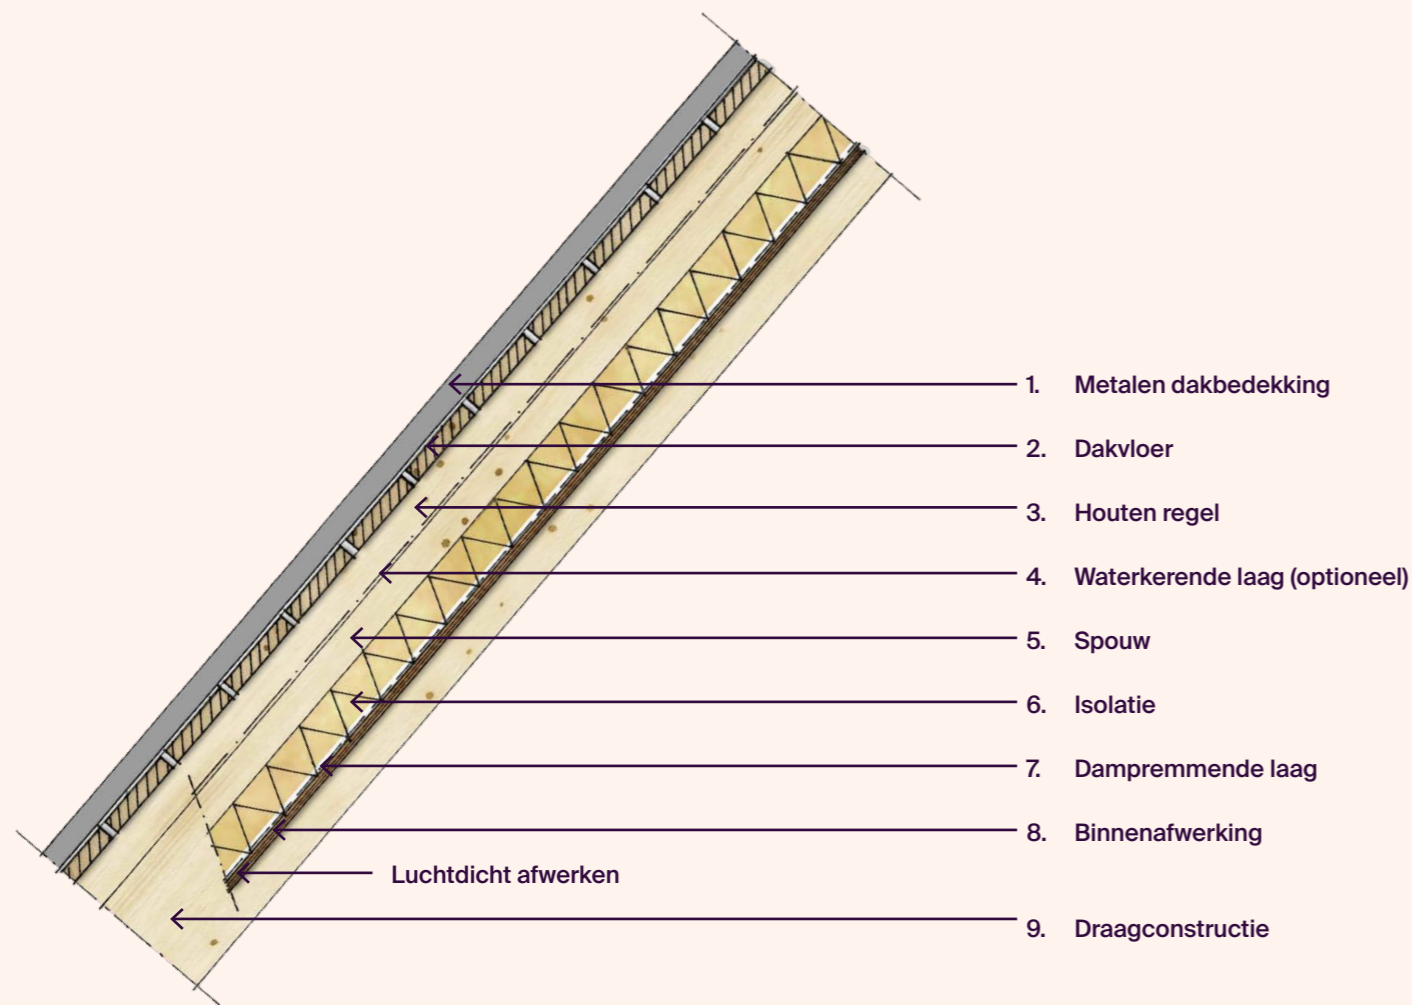 1. Metalen dakbedekking
2. Dakvloer
3. Houten regel
4. Waterkerende laag (optioneel)
5. Spouw
6. Isolatie
7. Dampremmende laag
8. Binnenafwerking
Luchtdicht afwerken
9. Draagconstructie